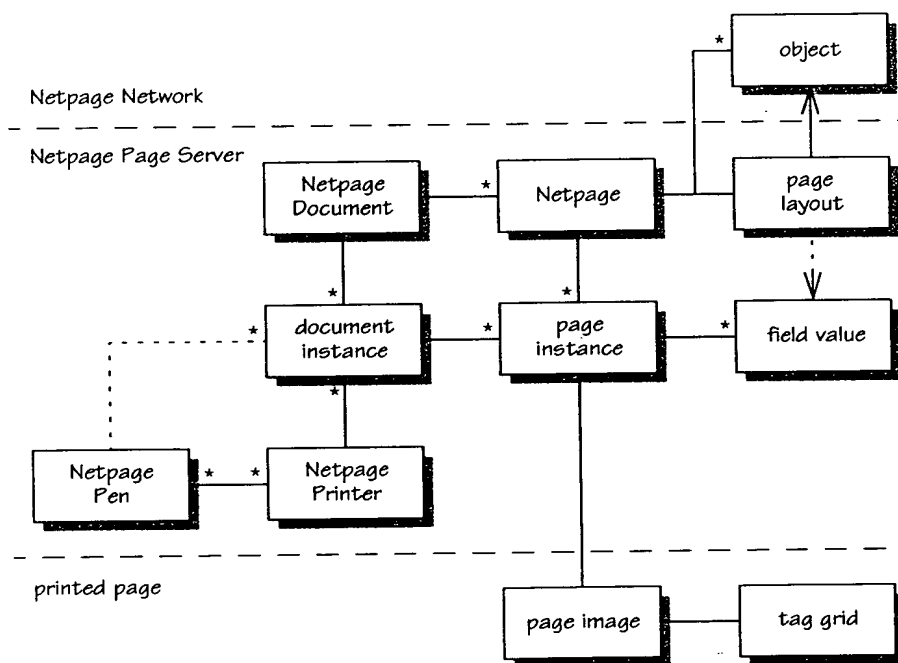 *
object
Netpage Network
Netpage Page Server
Netpage
Document
*
Netpage
page
layout
*
*
*
document
instance
*
page
instance
*
field value
*
Netpage
Pen
*
*
Netpage
Printer
printed page
page image
tag grid